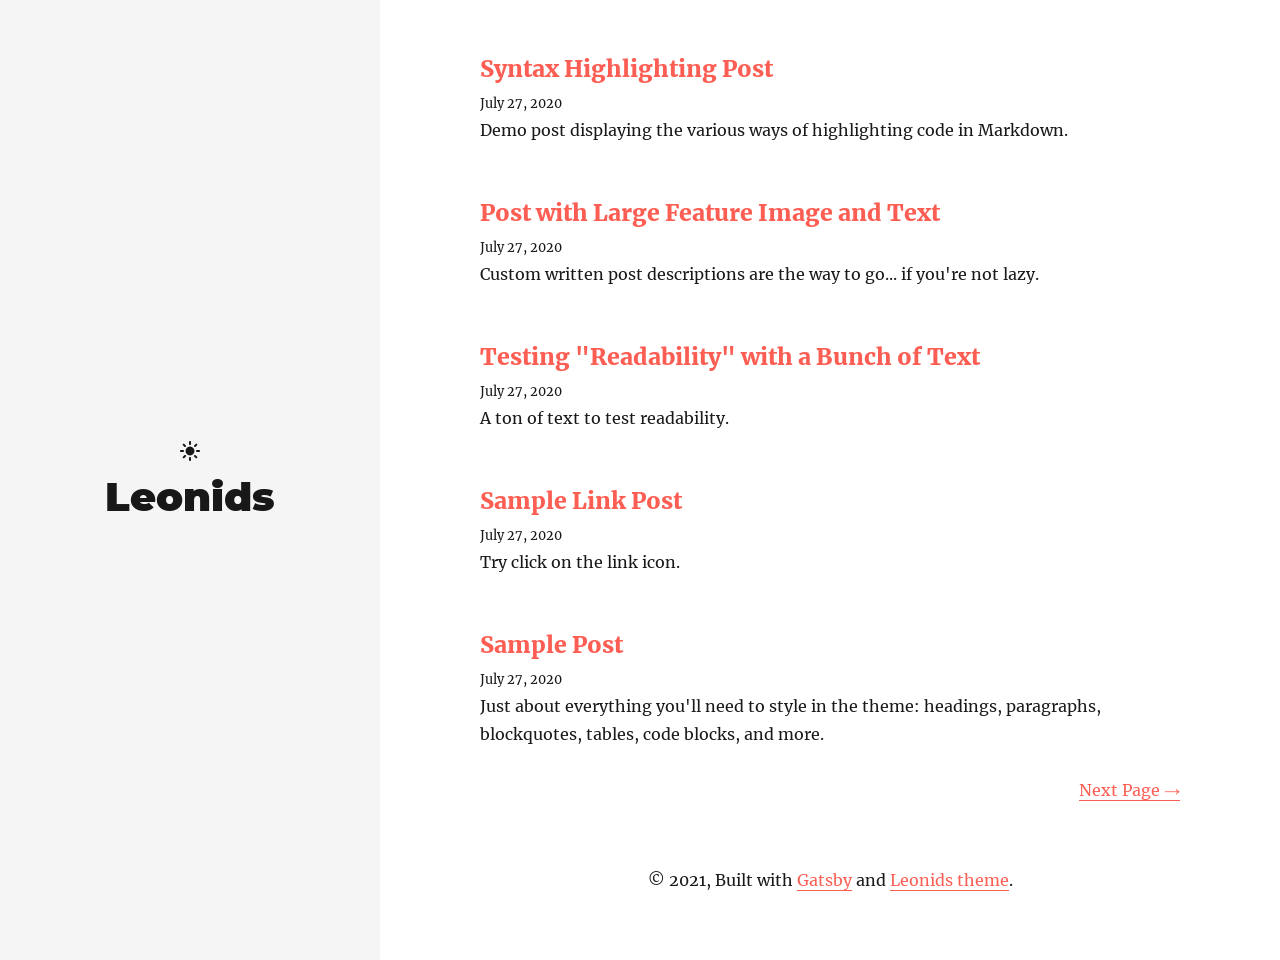 Leonids
Syntax Highlighting Post
July 27, 2020
Demo post displaying the various ways of highlighting code in Markdown.
Post with Large Feature Image and Text
July 27, 2020
Custom written post descriptions are the way to go... if you're not lazy.
Testing "Readability" with a Bunch of Text
July 27, 2020
A ton of text to test readability.
Sample Link Post
July 27, 2020
Try click on the link icon.
Sample Post
July 27, 2020
Just about everything you'll need to style in the theme: headings, paragraphs,
blockquotes, tables, code blocks, and more.
Next Page →
© 2021, Built with Gatsby and Leonids theme.